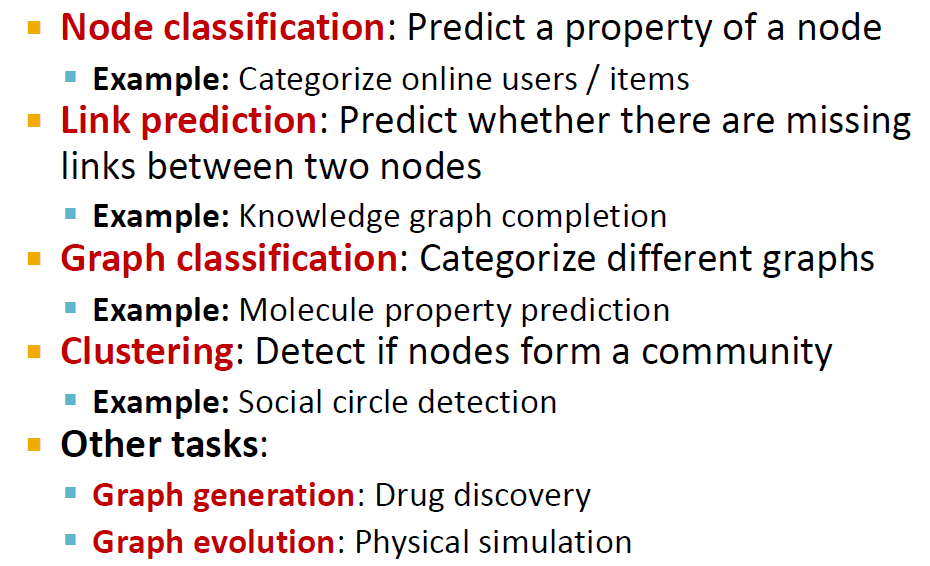 Node classification: Predict a property of a node
Example: Categorize online users / items
Link prediction: Predict whether there are missing
links between two nodes
Example: Knowledge graph completion
Graph classification: Categorize different graphs
Example: Molecule property prediction
Clustering: Detect if nodes form a community
Example: Social circle detection
Other tasks:
Graph generation: Drug discovery
Graph evolution: Physical simulation